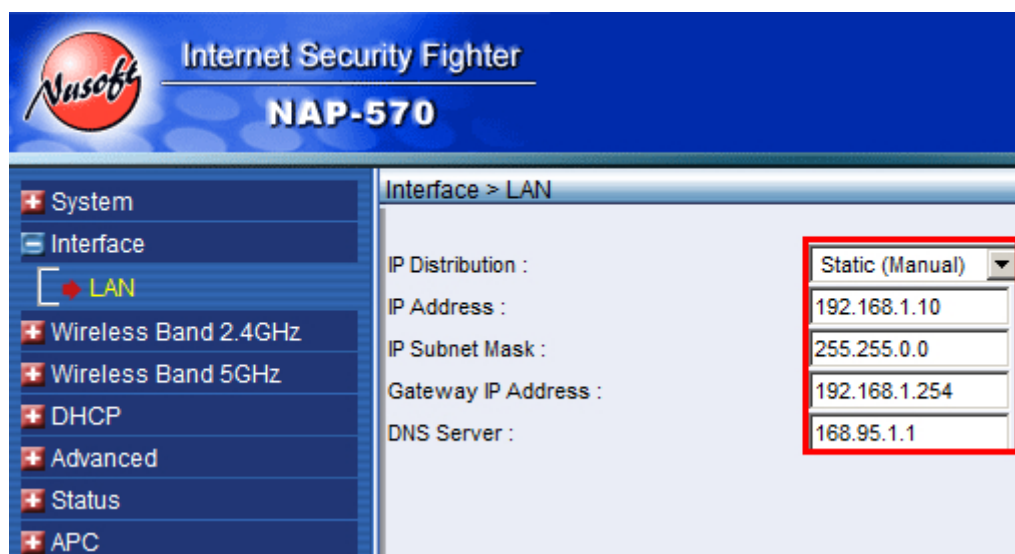 Nusoft
Internet Security Fighter
NAP-570
System
Interface
LAN
Wireless Band 2.4GHz
Wireless Band 5GHz
DHCP
Advanced
Status
APC
Interface > LAN
IP Distribution : Static (Manual)
IP Address : 192.168.1.10
IP Subnet Mask : 255.255.0.0
Gateway IP Address : 192.168.1.254
DNS Server : 168.95.1.1